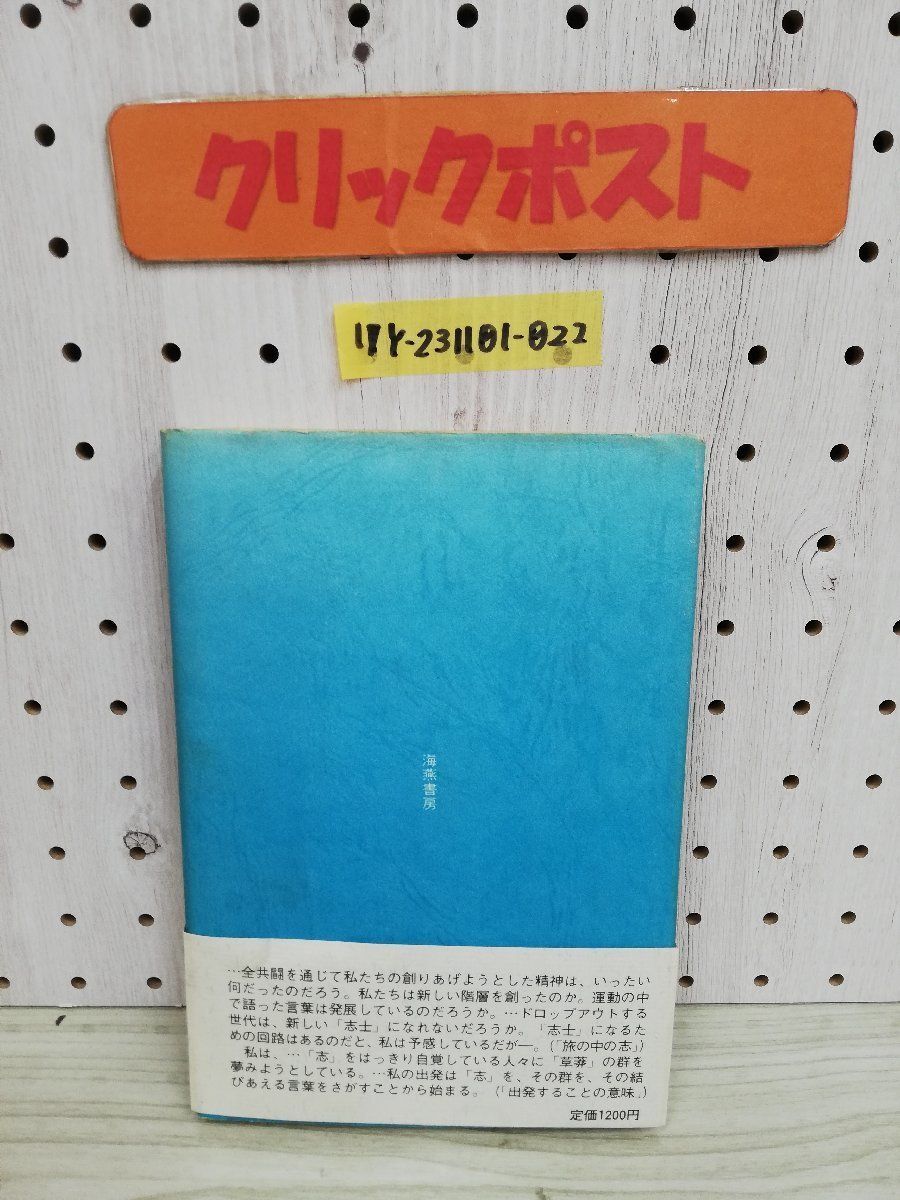 クリックポスト
17Y-231101-022
海燕書房
…全共闘を通じて私たちの創りあげようとした精神は、いったい
何だったのだろう。私たちは新しい階層を創ったのか。運動の中
で語った言葉は発展しているのだろうか。…ドロップアウトする
世代は、新しい「志士」になれないだろうか。「志士」になるた
めの回路はあるのだと、私は予感しているだが―。(「旅の中の志」)
私は、…「志」をはっきり自覚している人々に「草莽」の群を
夢みようとしている。…私の出発は「志」を、その群を、その結
びあえる言葉をさがすことから始まる。(「出発することの意味」)
定価1200円